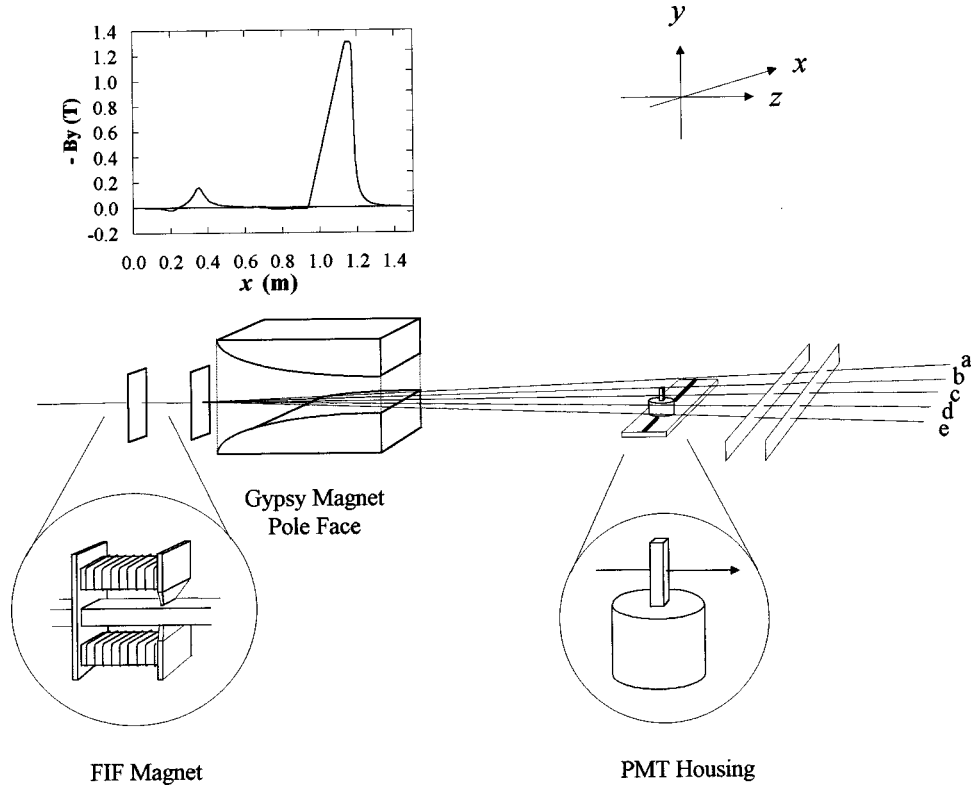 1.4
1.2
1.0
0.8
0.6
0.4
0.2
0.0
-0.2
- By (T)
0.0 0.2 0.4 0.6 0.8 1.0 1.2 1.4
x (m)
y
x
z
a
b
c
d
e
Gypsy Magnet
Pole Face
FIF Magnet
PMT Housing